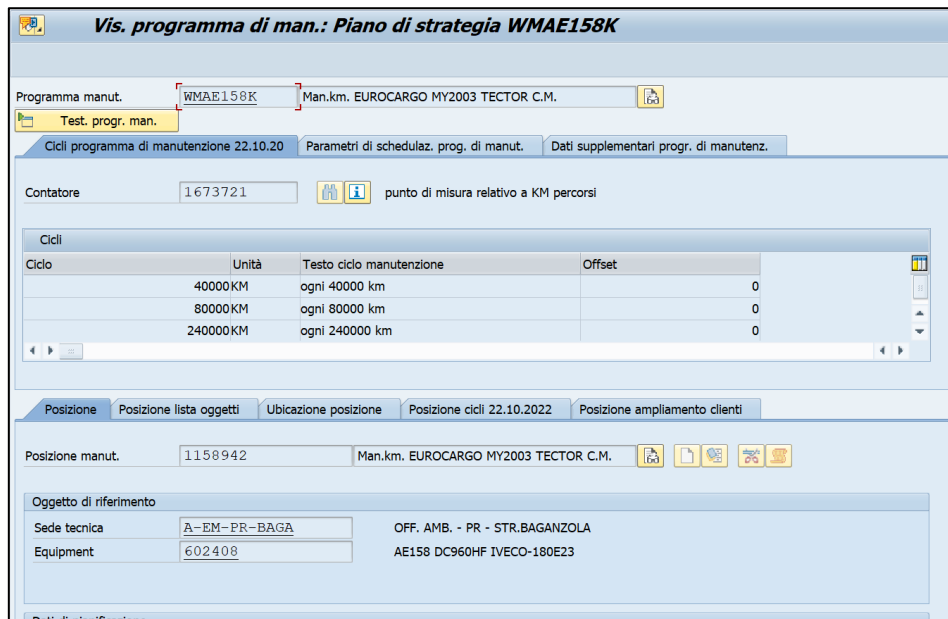 Vis. programma di man.: Piano di strategia WMAE158K
Programma manut. WMAE158K Man.km. EUROCARGO MY2003 TECTOR C.M.
Test. progr. man.
Cicli programma di manutenzione 22.10.20 Parametri di schedulaz. prog. di manut. Dati supplementari progr. di manutenz.
Contatore 1673721 punto di misura relativo a KM percorsi
Cicli
Ciclo Unità Testo ciclo manutenzione Offset
40000 KM ogni 40000 km 0
80000 KM ogni 80000 km 0
240000 KM ogni 240000 km 0
Posizione Posizione lista oggetti Ubicazione posizione Posizione cicli 22.10.2022 Posizione ampliamento clienti
Posizione manut. 1158942 Man.km. EUROCARGO MY2003 TECTOR C.M.
Oggetto di riferimento
Sede tecnica A-EM-PR-BAGA OFF. AMB. - PR - STR.BAGANZOLA
Equipment 602408 AE158 DC960HF IVECO-180E23